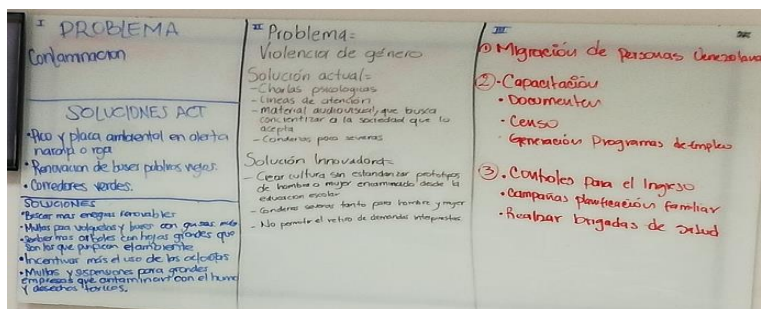 I PROBLEMA
Contaminacion
SOLUCIONES ACT
•Pico y placa ambiental en alerta
naranja o roja
•Renovacion de buses publicos viejos.
•Corredores verdes.
SOLUCIONES
•Buscar mas energias renovables
•Multas para volquetas y buses con gases más
•Sembrar mas arboles con hojas grandes que
son los que purifican el ambiente
•Incentivar más el uso de las ciclovias
•Multas y suspensiones para grandes
empresas que contaminan con el humo
y desechos toxicos.
II Problema=
Violencia de género
Solución actual=
- Charlas psicologicas
- Lineas de atención
- material audiovisual, que busca
concientizar a la sociedad que lo
acepta
- Condenas poco severas
Solución Innovadora=
- Crear cultura sin estandarizar prototipos
de hombre o mujer encaminado desde la
educacion escolar
- Condenas severas tanto para hombre y mujer
- No permitir el retiro de demandas interpuestas
III
① Migración de personas Venezolana
②.-Capacitación
• Documenten
• Censo
• Generación Programas de empleo
③. Controles para el Ingreso
• Campañas planificación familiar
• Realizar brigadas de salud